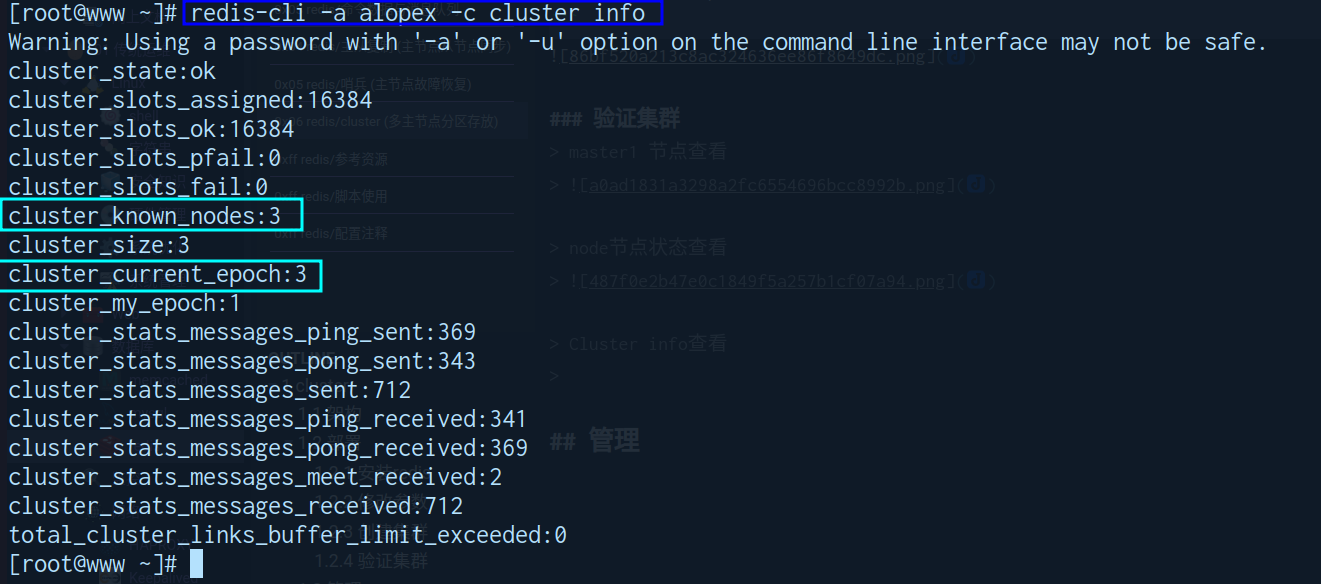 [root@www ~]# redis-cli -a alopex -c cluster info
Warning: Using a password with '-a' or '-u' option on the command line interface may not be safe.
cluster_state:ok
cluster_slots_assigned:16384
cluster_slots_ok:16384
cluster_slots_pfail:0
cluster_slots_fail:0
cluster_known_nodes:3
cluster_size:3
cluster_current_epoch:3
cluster_my_epoch:1
cluster_stats_messages_ping_sent:369
cluster_stats_messages_pong_sent:343
cluster_stats_messages_sent:712
cluster_stats_messages_ping_received:341
cluster_stats_messages_pong_received:369
cluster_stats_messages_meet_received:2
cluster_stats_messages_received:712
total_cluster_links_buffer_limit_exceeded:0
[root@www ~]#
0x05 redis/哨兵 (主节点故障恢复)
redis/cluster (多主节点分区存放)
redis/参考资源
redis/脚本使用
redis/配置注释
OUTLINE
1.2.4 验证集群
### 验证集群
> master1 节点查看
> ![a0ad1831a3298a2fc6554696bcc8992b.png](
> node节点状态查看
> ![487f0e2b47e0c1849f5a257b1cf07a94.png](
> Cluster info查看
>
## 管理